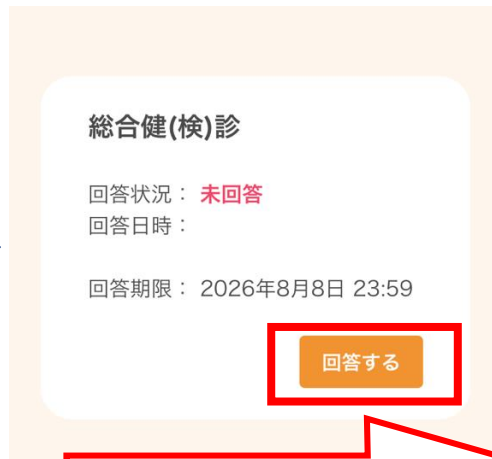 総合健(検)診
回答状況： 未回答
回答日時：
回答期限： 2026年8月8日 23:59
回答する